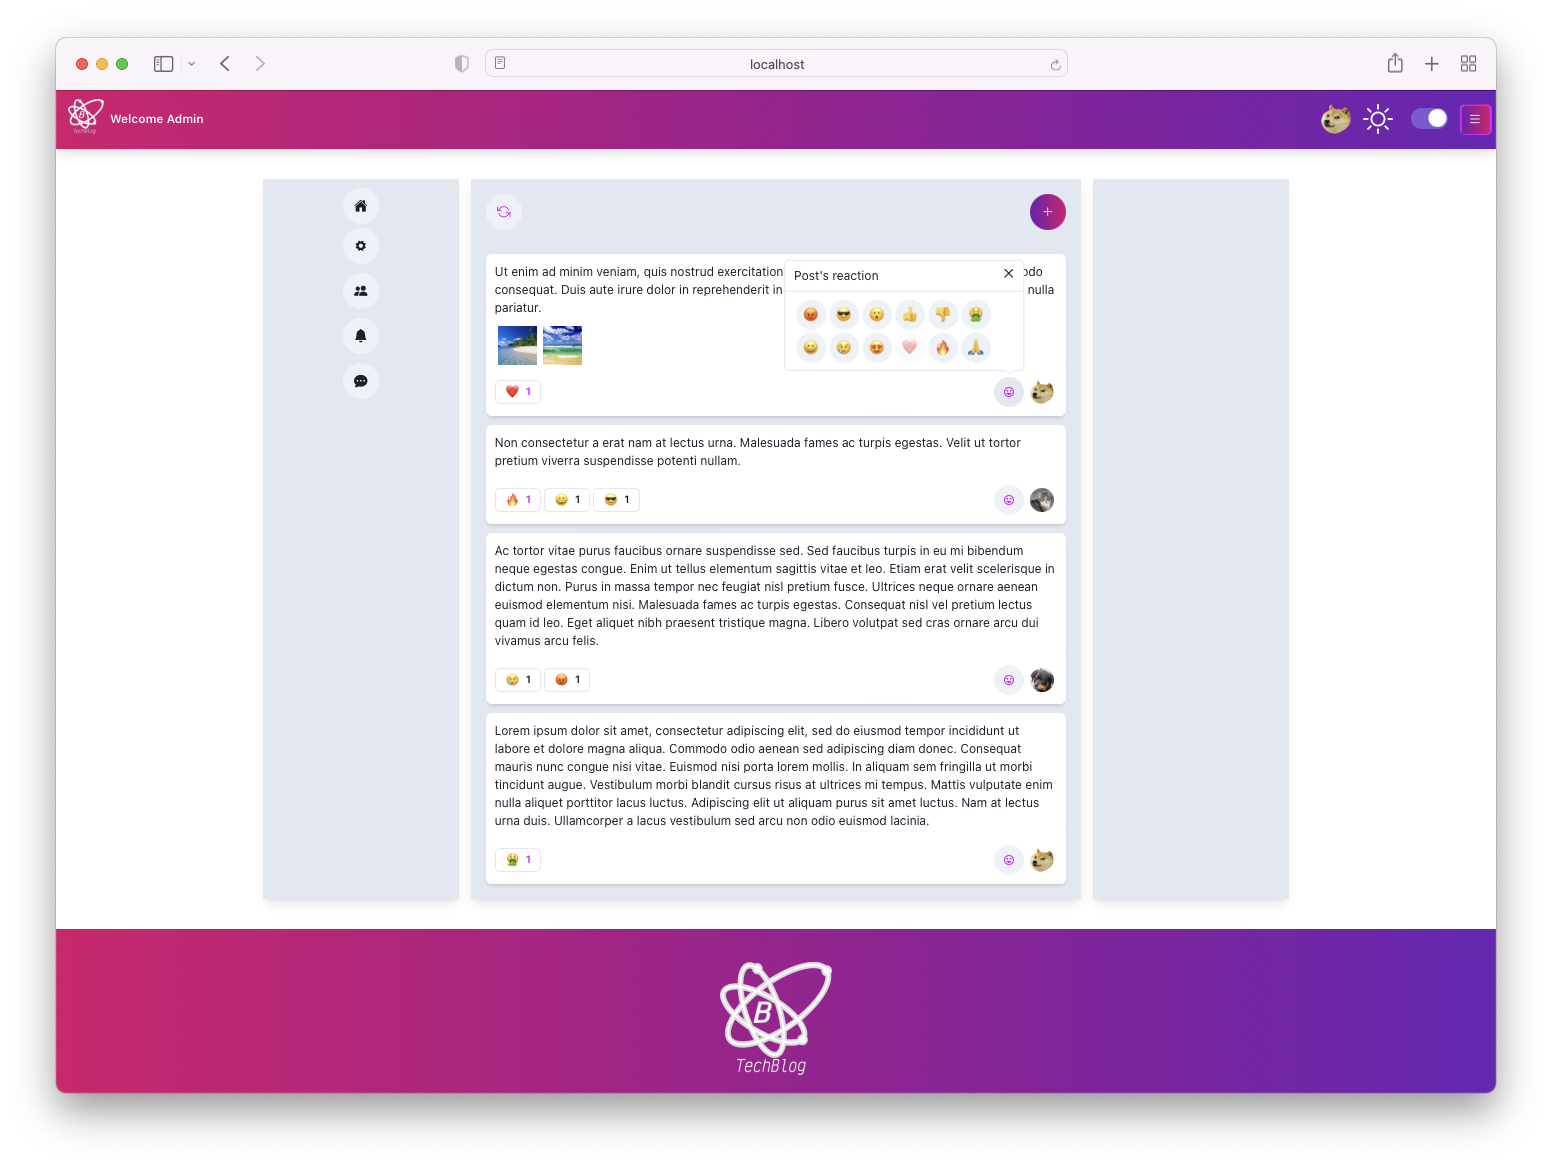 localhost
B
TechBlog
Welcome Admin
Ut enim ad minim veniam, quis nostrud exercitation
consequat. Duis aute irure dolor in reprehenderit in nulla
pariatur.
Post's reaction
1
Non consectetur a erat nam at lectus urna. Malesuada fames ac turpis egestas. Velit ut tortor
pretium viverra suspendisse potenti nullam.
1 1 1
Ac tortor vitae purus faucibus ornare suspendisse sed. Sed faucibus turpis in eu mi bibendum
neque egestas congue. Enim ut tellus elementum sagittis vitae et leo. Etiam erat velit scelerisque in
dictum non. Purus in massa tempor nec feugiat nisl pretium fusce. Ultrices neque ornare aenean
euismod elementum nisi. Malesuada fames ac turpis egestas. Consequat nisl vel pretium lectus
quam id leo. Eget aliquet nibh praesent tristique magna. Libero volutpat sed cras ornare arcu dui
vivamus arcu felis.
1 1
Lorem ipsum dolor sit amet, consectetur adipiscing elit, sed do eiusmod tempor incididunt ut
labore et dolore magna aliqua. Commodo odio aenean sed adipiscing diam donec. Consequat
mauris nunc congue nisi vitae. Euismod nisi porta lorem mollis. In aliquam sem fringilla ut morbi
tincidunt augue. Vestibulum morbi blandit cursus risus at ultrices mi tempus. Mattis vulputate enim
nulla aliquet porttitor lacus luctus. Adipiscing elit ut aliquam purus sit amet luctus. Nam at lectus
urna duis. Ullamcorper a lacus vestibulum sed arcu non odio euismod lacinia.
1
B
TechBlog